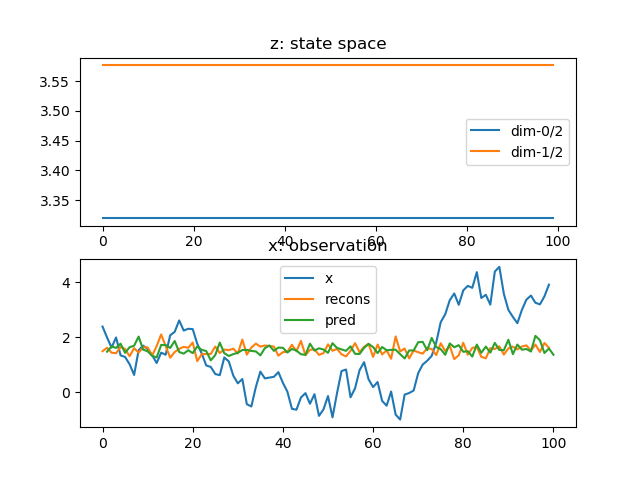 z: state space
3.55
3.50
3.45
3.40
3.35
dim-0/2
dim-1/2
0 20 40 60 80 100
x: observation
4
2
0
x
recons
pred
0 20 40 60 80 100